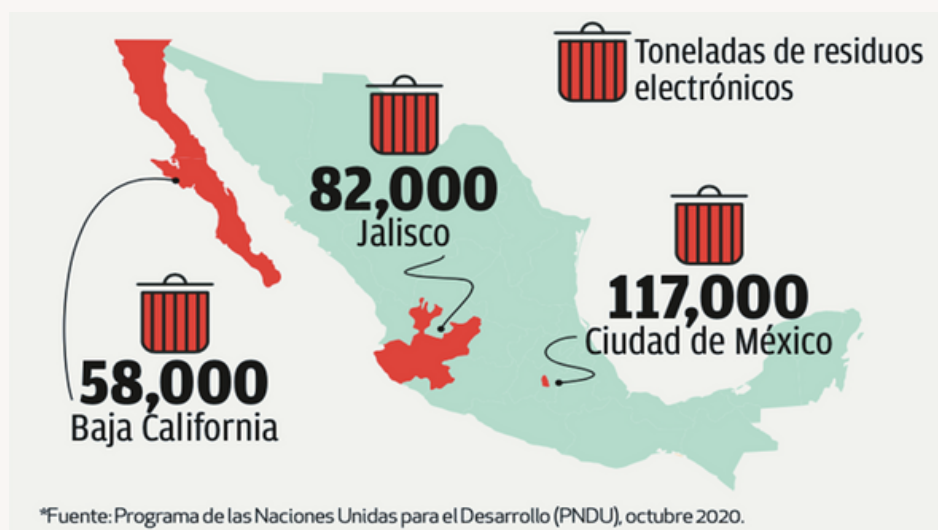 Toneladas de residuos
electrónicos
82,000
Jalisco
117,000
Ciudad de México
58,000
Baja California
*Fuente: Programa de las Naciones Unidas para el Desarrollo (PNDU), octubre 2020.